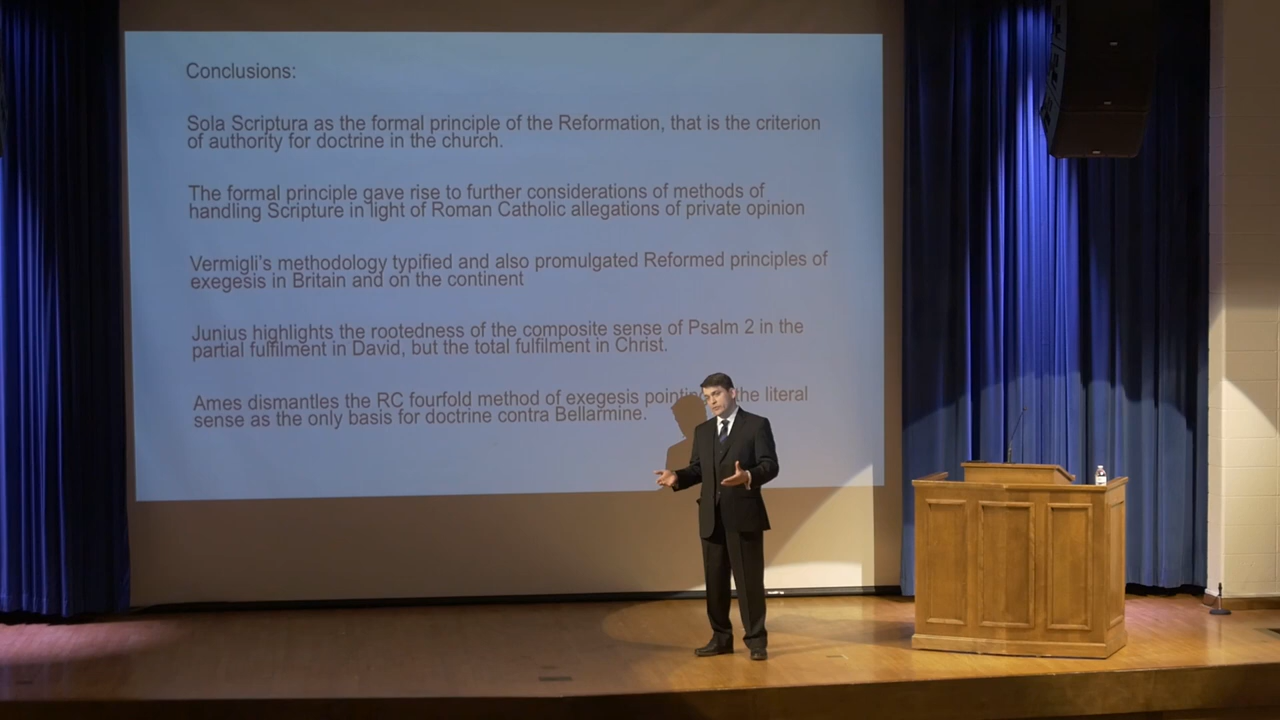 Conclusions:
Sola Scriptura as the formal principle of the Reformation, that is the criterion
of authority for doctrine in the church.
The formal principle gave rise to further considerations of methods of
handling Scripture in light of Roman Catholic allegations of private opinion
Vermigli's methodology typified and also promulgated Reformed principles of
exegesis in Britain and on the continent
Junius highlights the rootedness of the composite sense of Psalm 2 in the
partial fulfilment in David, but the total fulfilment in Christ.
Ames dismantles the RC fourfold method of exegesis the literal
sense as the only basis for doctrine contra Bellarmine.